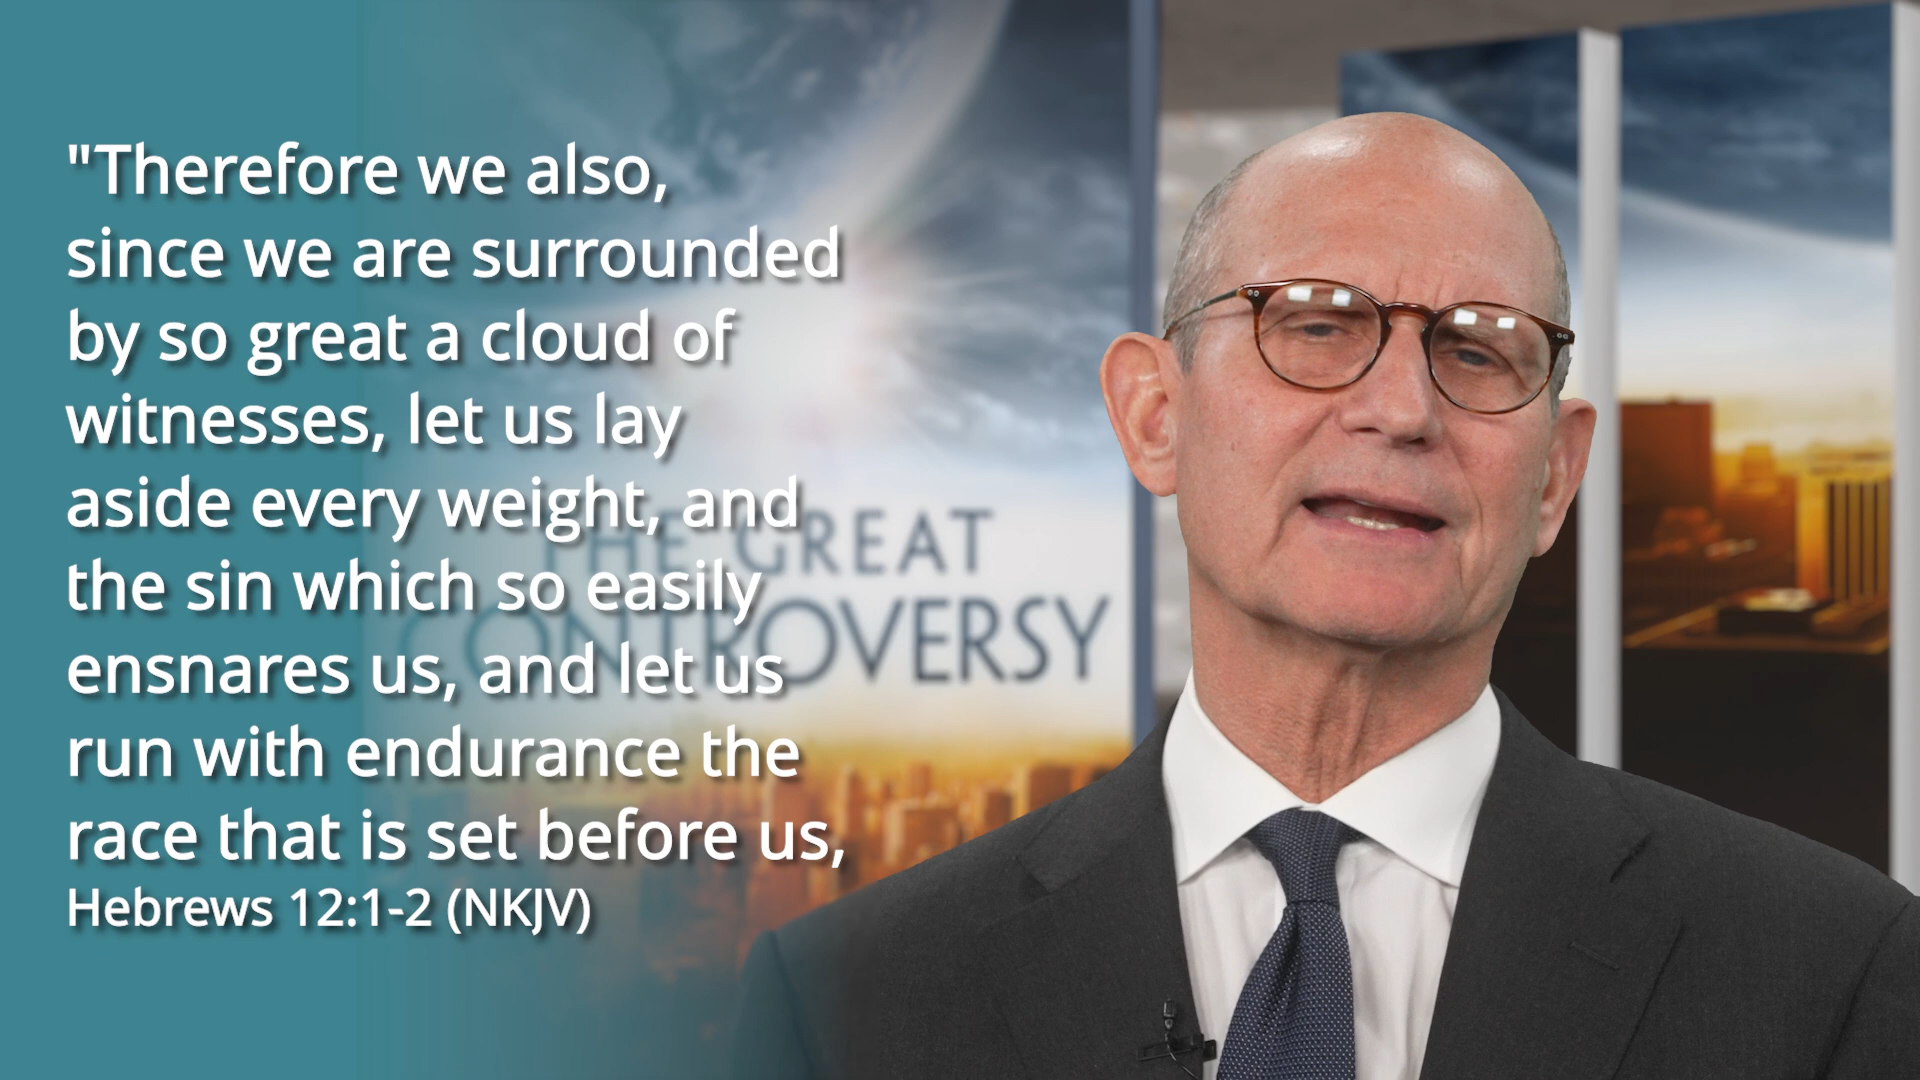 "Therefore we also,
since we are surrounded
by so great a cloud of
witnesses, let us lay
aside every weight, and
the sin which so easily
ensnares us, and let us
run with endurance the
race that is set before us,
Hebrews 12:1-2 (NKJV)
THE GREAT
CONTROVERSY